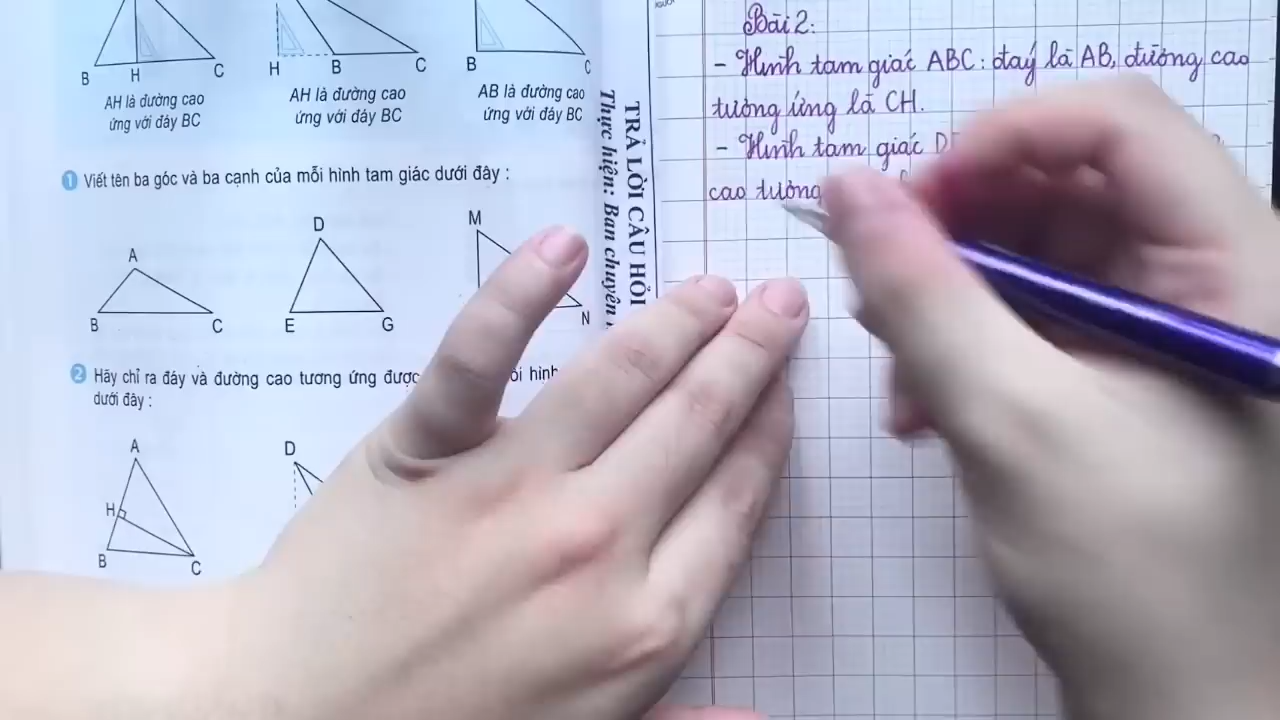 B H C
H B C
B C
AH là đường cao
ứng với đáy BC
AH là đường cao
ứng với đáy BC
AB là đường cao
ứng với đáy BC
1 Viết tên ba góc và ba cạnh của mỗi hình tam giác dưới đây :
A
B C
D
E G
M
N
2 Hãy chỉ ra đáy và đường cao tương ứng được
hình
dưới đây :
A
H
B C
D
TRẢ LỜI CÂU HỎI
Thực hiện: Ban chuyên
Bài 2:
- Hình tam giác ABC: đáy là AB, đường cao
tương ứng là CH.
- Hình tam giác
cao tương